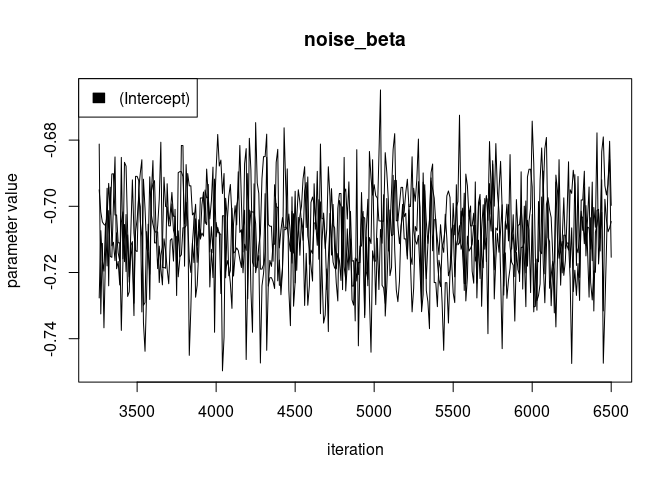 noise_beta
(Intercept)
parameter value
-0.68
-0.70
-0.72
-0.74
3500 4000 4500 5000 5500 6000 6500
iteration